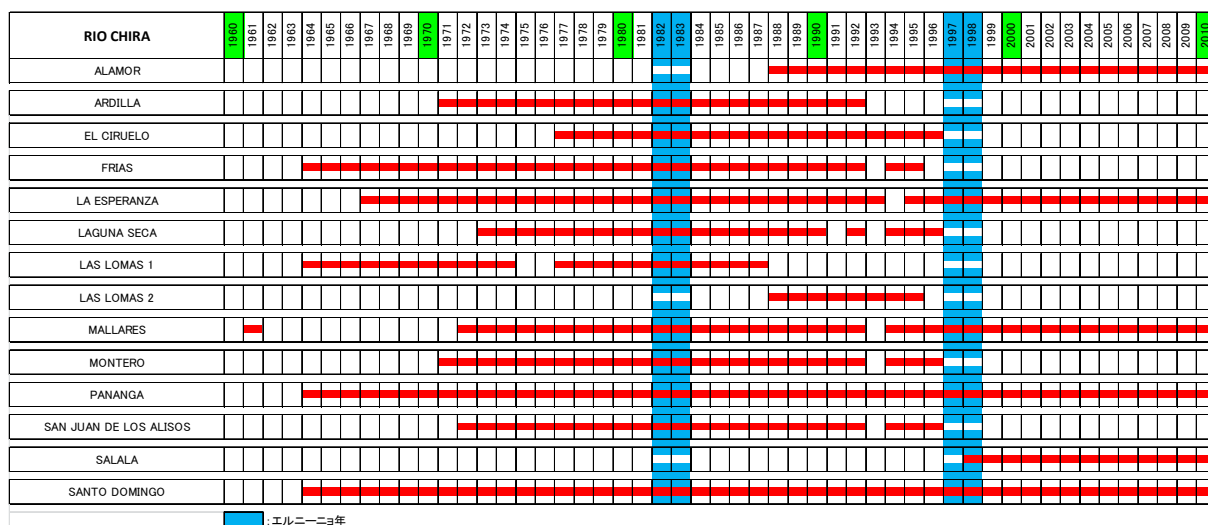 RIO CHIRA 1960 1961 1962 1963 1964 1965 1966 1967 1968 1969 1970 1971 1972 1973 1974 1975 1976 1977 1978 1979 1980 1981 1982 1983 1984 1985 1986 1987 1988 1989 1990 1991 1992 1993 1994 1995 1996 1997 1998 1999 2000 2001 2002 2003 2004 2005 2006 2007 2008 2009 2010
ALAMOR
ARDILLA
EL CIRUELO
FRIAS
LA ESPERANZA
LAGUNA SECA
LAS LOMAS 1
LAS LOMAS 2
MALLARES
MONTERO
PANANGA
SAN JUAN DE LOS ALISOS
SALALA
SANTO DOMINGO
:エルニーニョ年